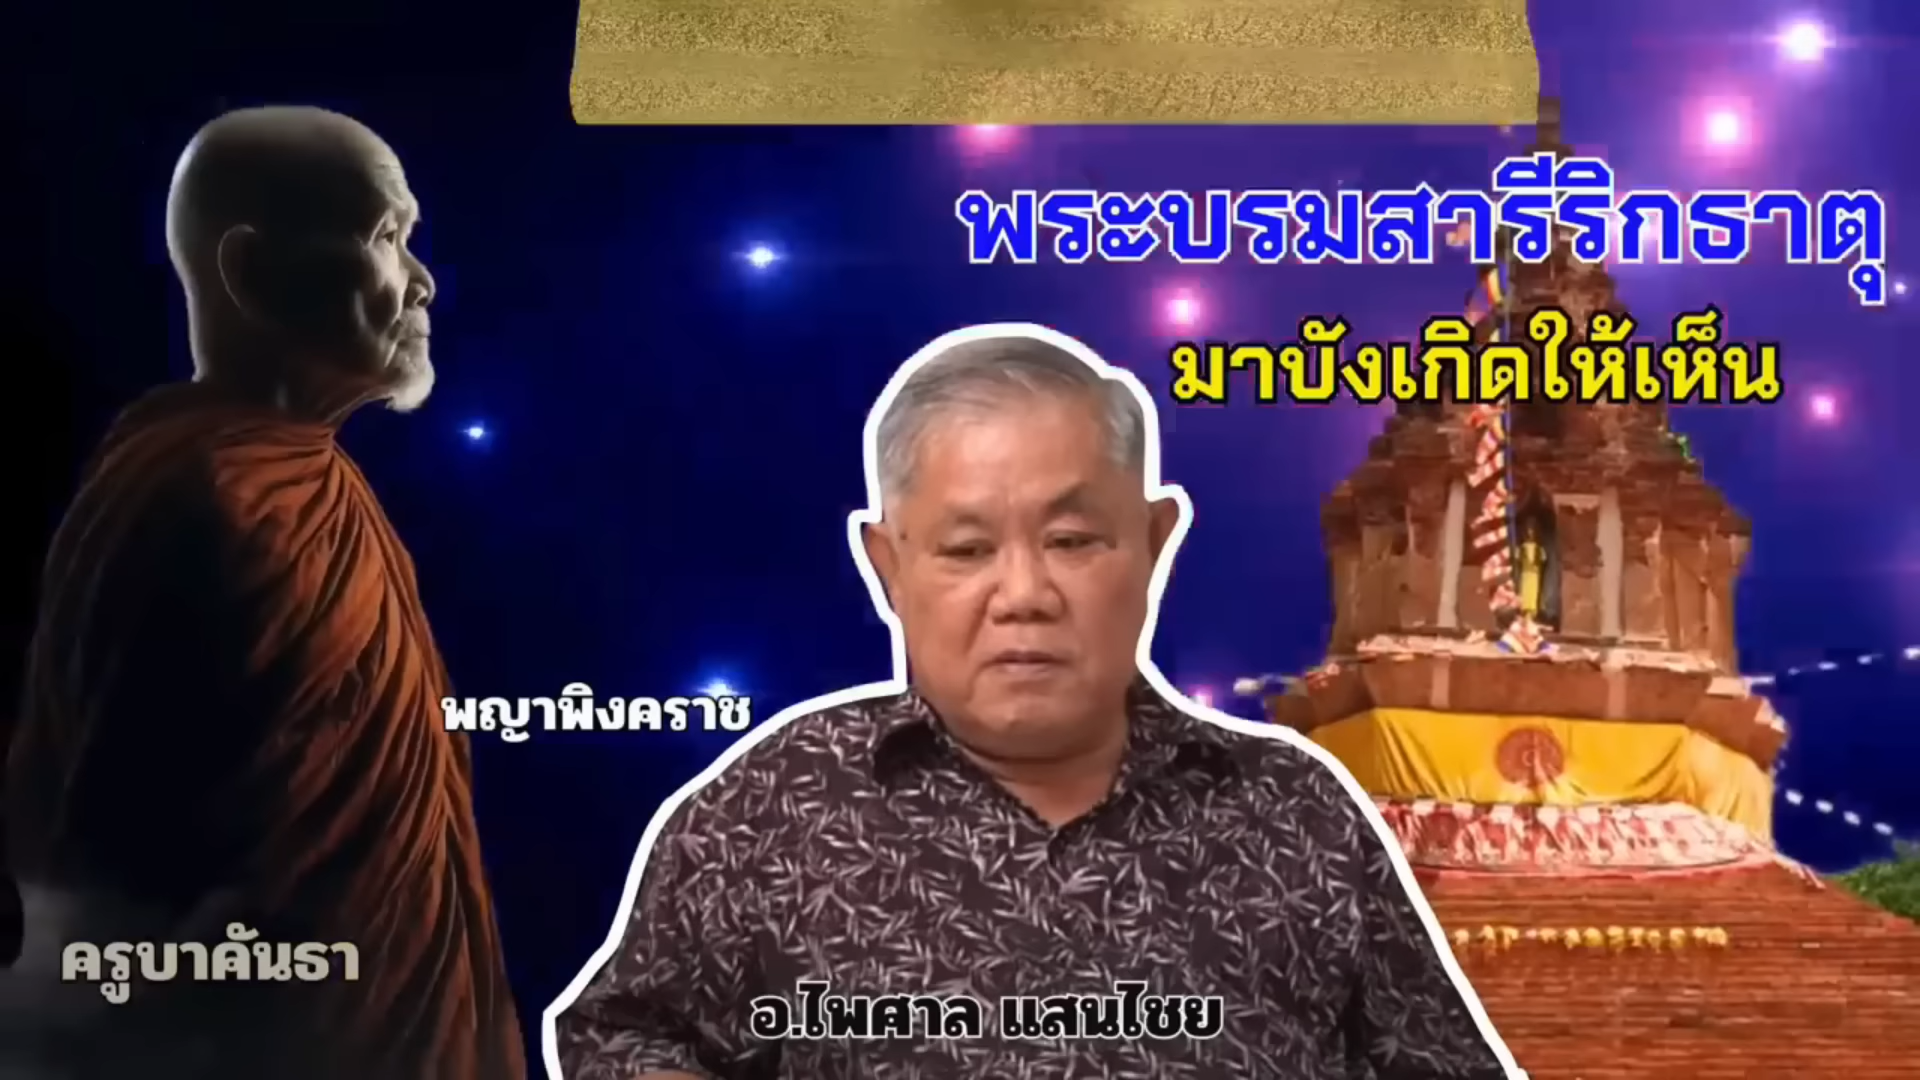 พระบรมสารีริกธาตุ
มาบังเกิดให้เห็น
พญาพิงคราช
ครูบาคันธา
อ.ไพศาล แสนไชย